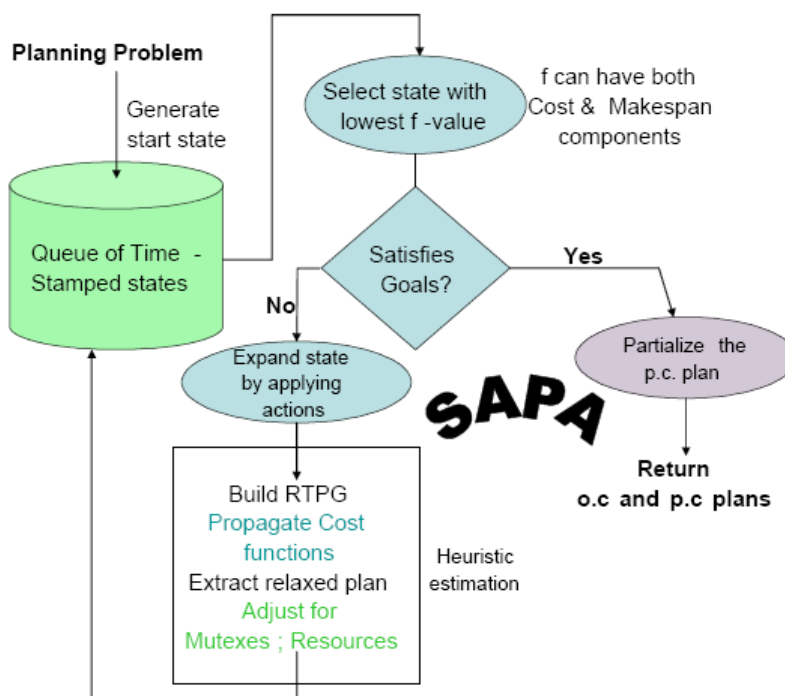 Planning Problem
Generate
start state
Queue of Time -
Stamped states
Select state with
lowest f -value
f can have both
Cost & Makespan
components
Satisfies
Goals?
Yes
No
Expand state
by applying
actions
Partialize the
p.c. plan
SAPA
Return
o.c and p.c plans
Build RTPG
Propagate Cost
functions
Extract relaxed plan
Adjust for
Mutexes ; Resources
Heuristic
estimation